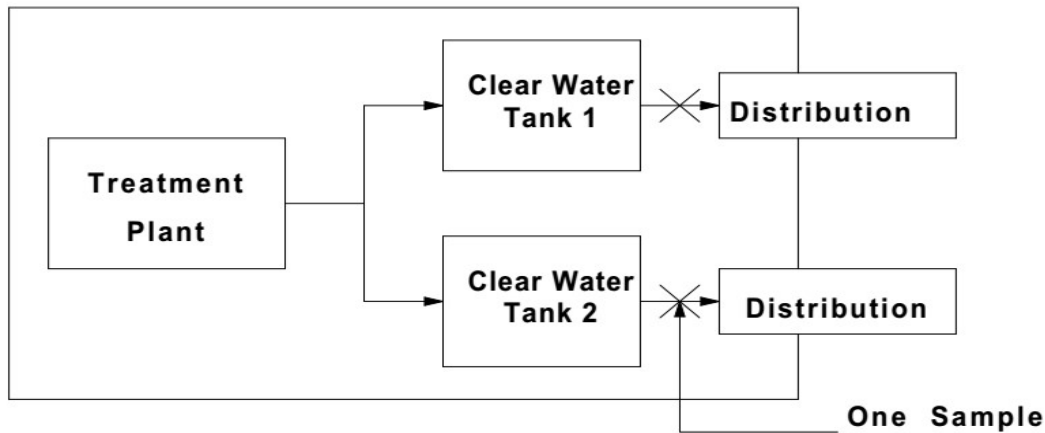 Treatment
Plant
Clear Water
Tank 1
Distribution
Clear Water
Tank 2
Distribution
One Sample